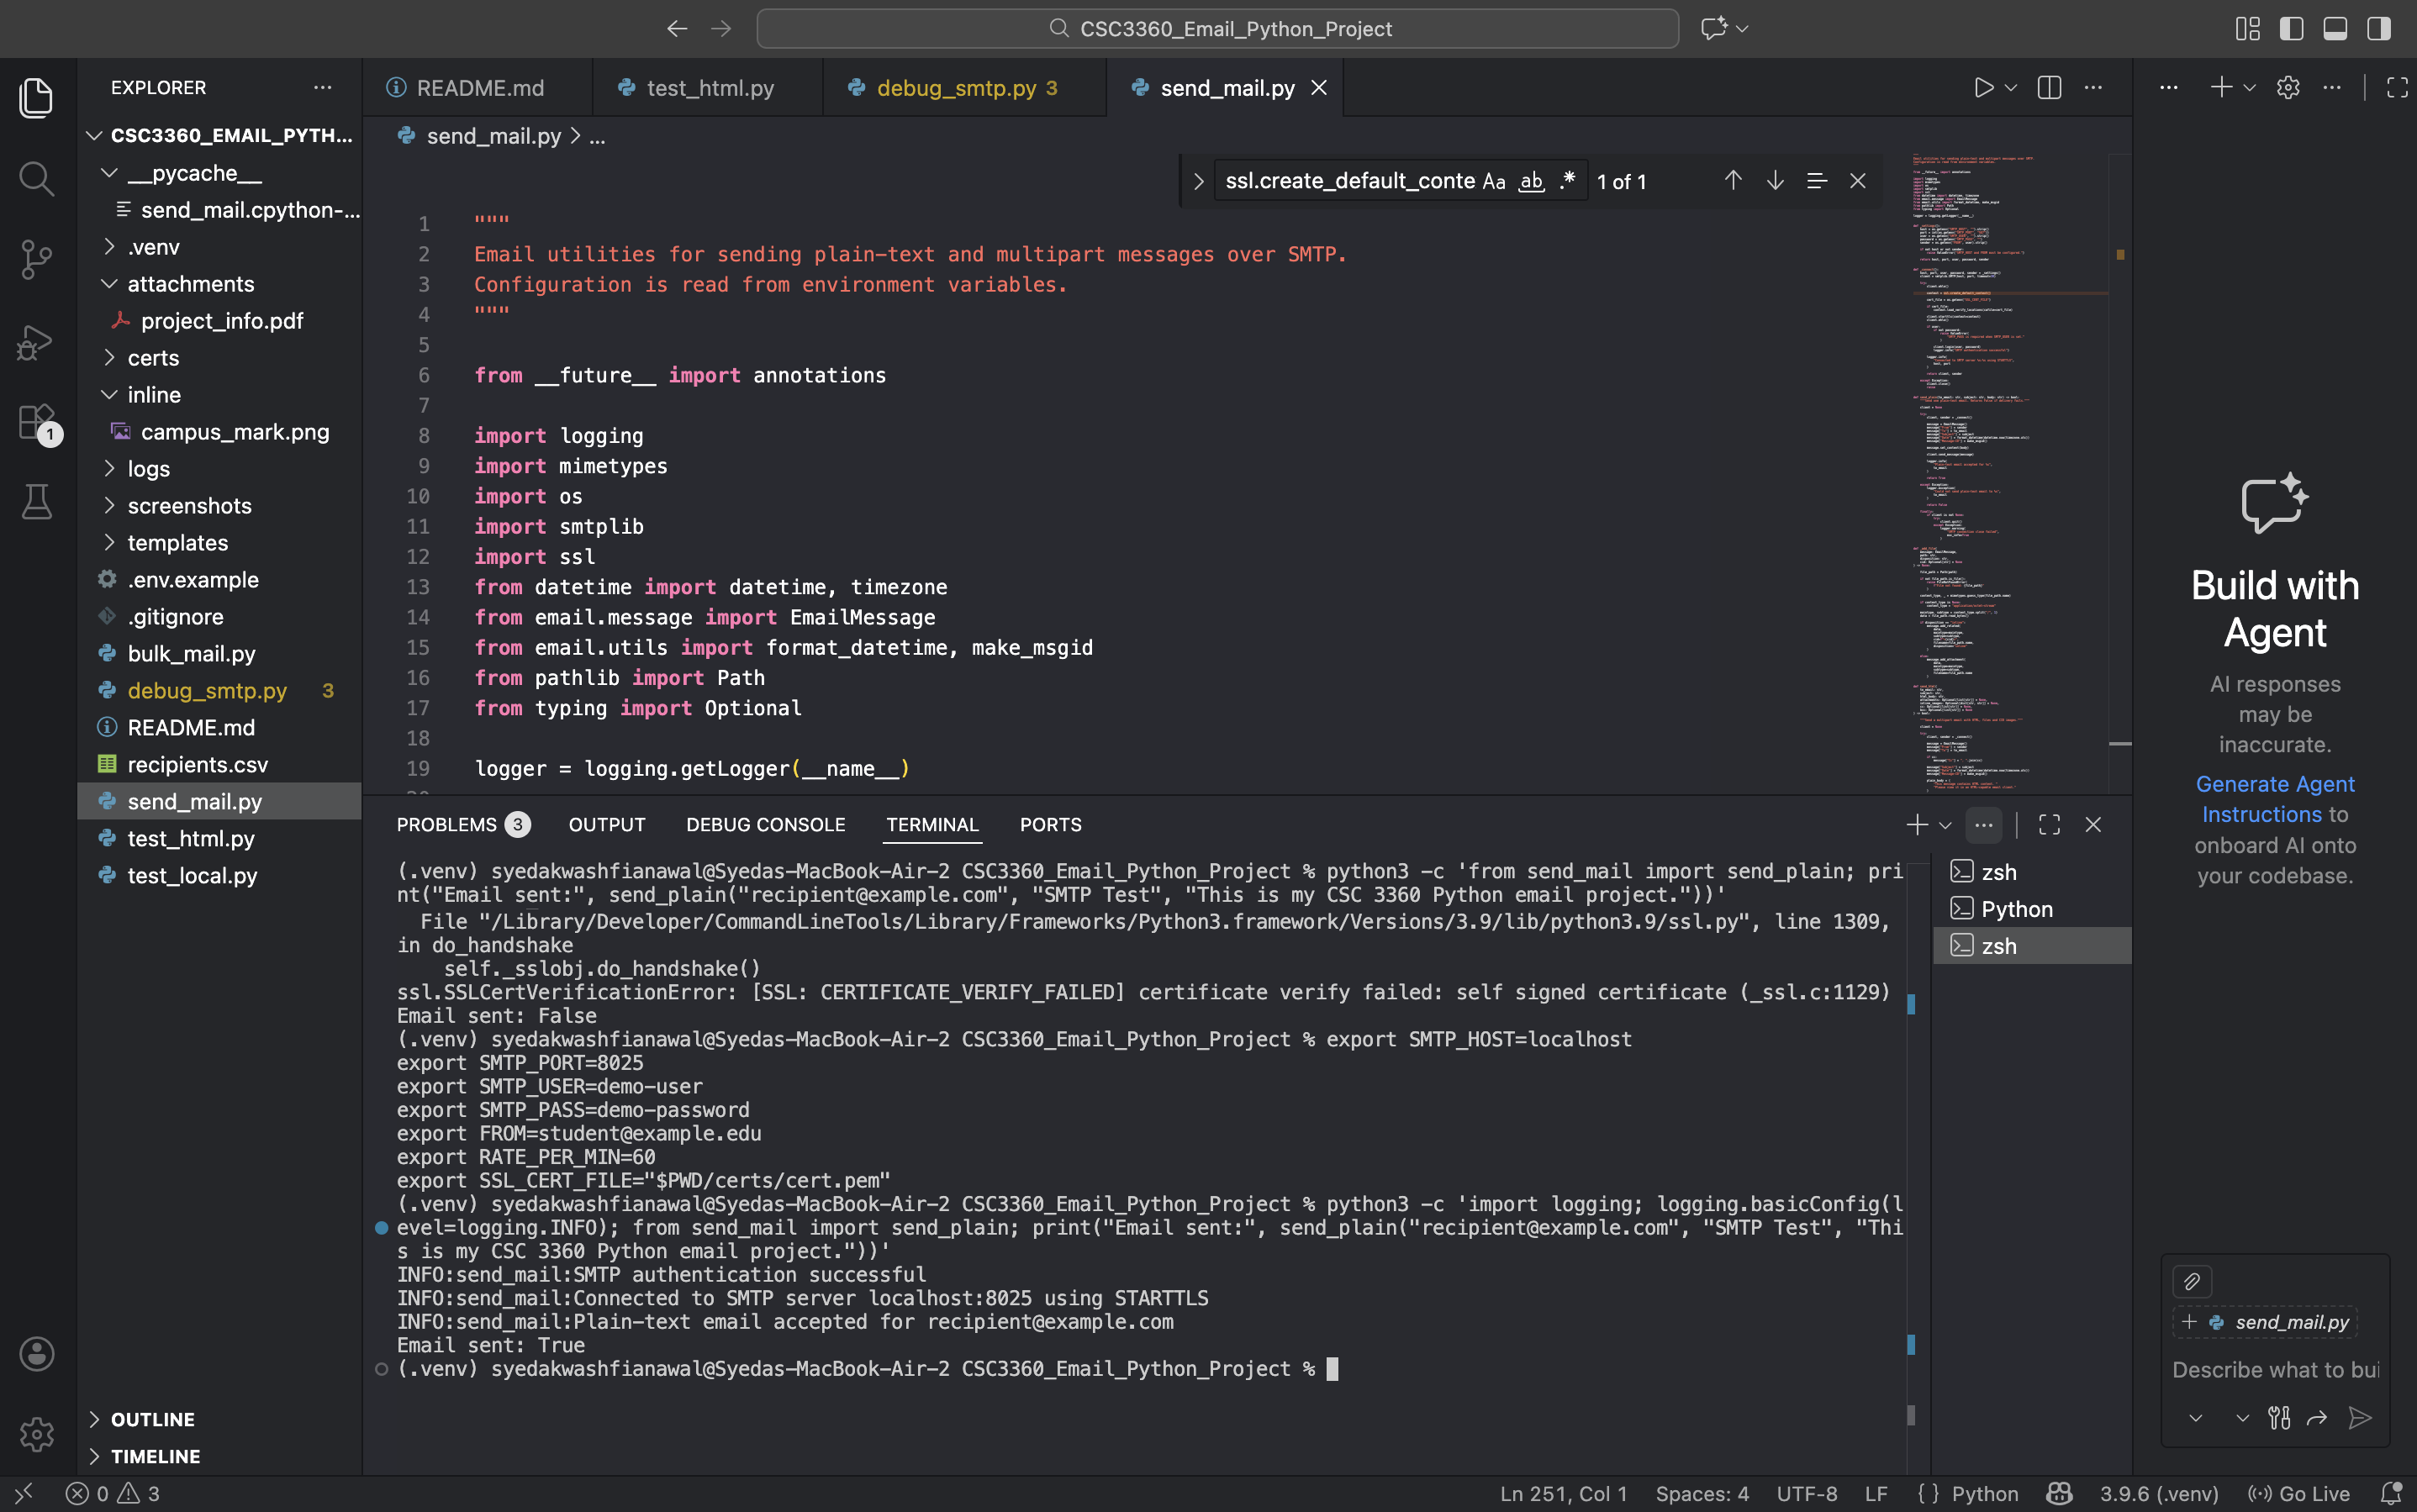 CSC3360_Email_Python_Project
EXPLORER
CSC3360_EMAIL_PYTH...
__pycache__
send_mail.cpython-...
.venv
attachments
project_info.pdf
certs
inline
campus_mark.png
logs
screenshots
templates
.env.example
.gitignore
bulk_mail.py
debug_smtp.py 3
README.md
recipients.csv
send_mail.py
test_html.py
test_local.py
OUTLINE
TIMELINE
1
README.md
test_html.py
debug_smtp.py 3
send_mail.py
send_mail.py > ...
ssl.create_default_conte Aa ab .* 1 of 1
1 """
2 Email utilities for sending plain-text and multipart messages over SMTP.
3 Configuration is read from environment variables.
4 """
5
6 from __future__ import annotations
7
8 import logging
9 import mimetypes
10 import os
11 import smtplib
12 import ssl
13 from datetime import datetime, timezone
14 from email.message import EmailMessage
15 from email.utils import format_datetime, make_msgid
16 from pathlib import Path
17 from typing import Optional
18
19 logger = logging.getLogger(__name__)
PROBLEMS 3 OUTPUT DEBUG CONSOLE TERMINAL PORTS
(.venv) syedakwashfianawal@Syedas-MacBook-Air-2 CSC3360_Email_Python_Project % python3 -c 'from send_mail import send_plain; pri
nt("Email sent:", send_plain("recipient@example.com", "SMTP Test", "This is my CSC 3360 Python email project."))'
File "/Library/Developer/CommandLineTools/Library/Frameworks/Python3.framework/Versions/3.9/lib/python3.9/ssl.py", line 1309,
in do_handshake
self._sslobj.do_handshake()
ssl.SSLCertVerificationError: [SSL: CERTIFICATE_VERIFY_FAILED] certificate verify failed: self signed certificate (_ssl.c:1129)
Email sent: False
(.venv) syedakwashfianawal@Syedas-MacBook-Air-2 CSC3360_Email_Python_Project % export SMTP_HOST=localhost
export SMTP_PORT=8025
export SMTP_USER=demo-user
export SMTP_PASS=demo-password
export FROM=student@example.edu
export RATE_PER_MIN=60
export SSL_CERT_FILE="$PWD/certs/cert.pem"
(.venv) syedakwashfianawal@Syedas-MacBook-Air-2 CSC3360_Email_Python_Project % python3 -c 'import logging; logging.basicConfig(l
evel=logging.INFO); from send_mail import send_plain; print("Email sent:", send_plain("recipient@example.com", "SMTP Test", "Thi
s is my CSC 3360 Python email project."))'
INFO:send_mail:SMTP authentication successful
INFO:send_mail:Connected to SMTP server localhost:8025 using STARTTLS
INFO:send_mail:Plain-text email accepted for recipient@example.com
Email sent: True
(.venv) syedakwashfianawal@Syedas-MacBook-Air-2 CSC3360_Email_Python_Project %
zsh
Python
zsh
Build with
Agent
AI responses
may be
inaccurate.
Generate Agent
Instructions to
onboard AI onto
your codebase.
send_mail.py
Describe what to bui
0 3
Ln 251, Col 1 Spaces: 4 UTF-8 LF {} Python 3.9.6 (.venv) Go Live